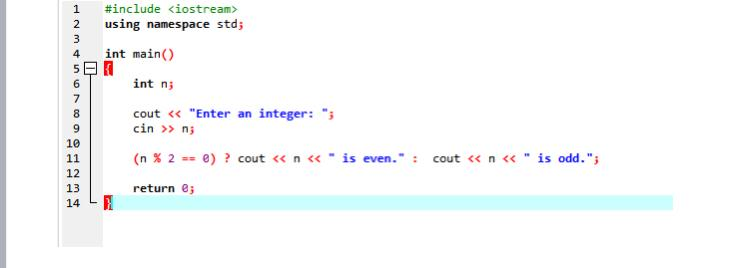 1 #include <iostream>
2 using namespace std;
3
4 int main()
5 {
6 int n;
7
8 cout << "Enter an integer: ";
9 cin >> n;
10
11 (n % 2 == 0) ? cout << n << " is even." :  cout << n << " is odd.";
12
13 return 0;
14 }